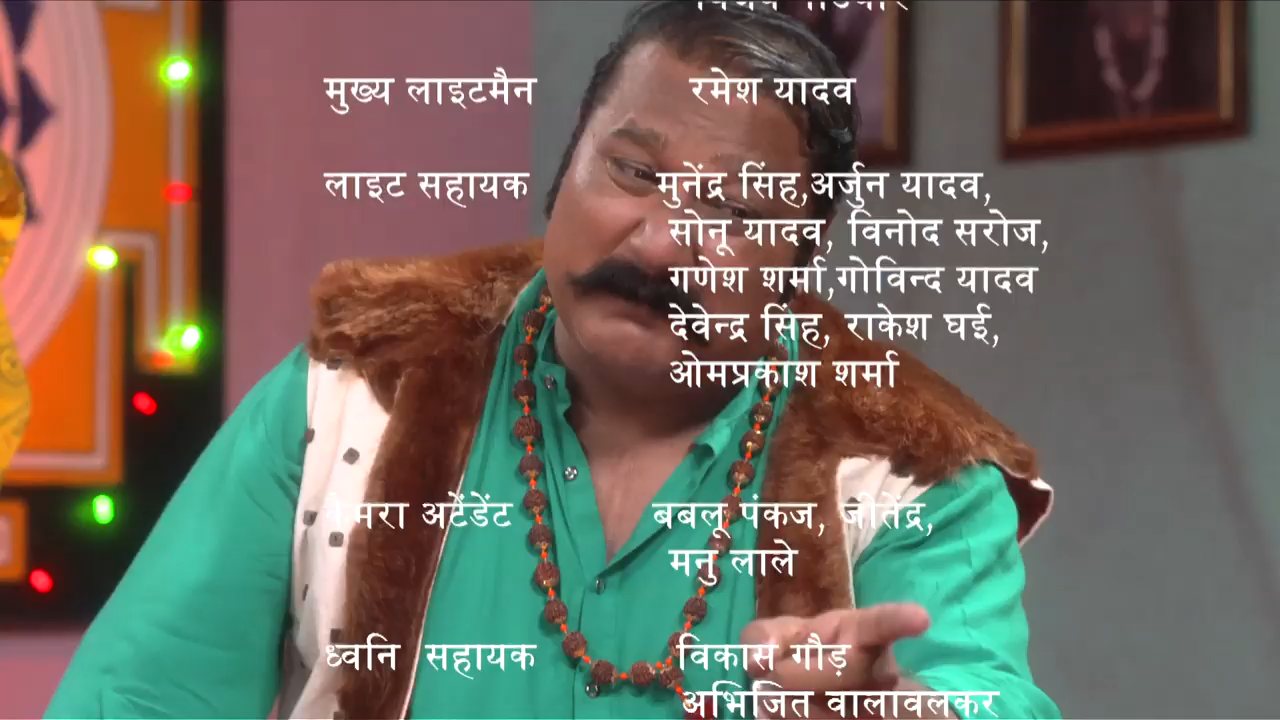 मुख्य लाइटमैन रमेश यादव
लाइट सहायक मुनेंद्र सिंह,अर्जुन यादव,
सोनू यादव, विनोद सरोज,
गणेश शर्मा,गोविन्द यादव
देवेन्द्र सिंह, राकेश घई,
ओमप्रकाश शर्मा
कैमरा अटेंडेंट बबलू पंकज, जीतेंद्र,
मनु लाले
ध्वनि सहायक विकास गौड़
अभिजित वालावलकर